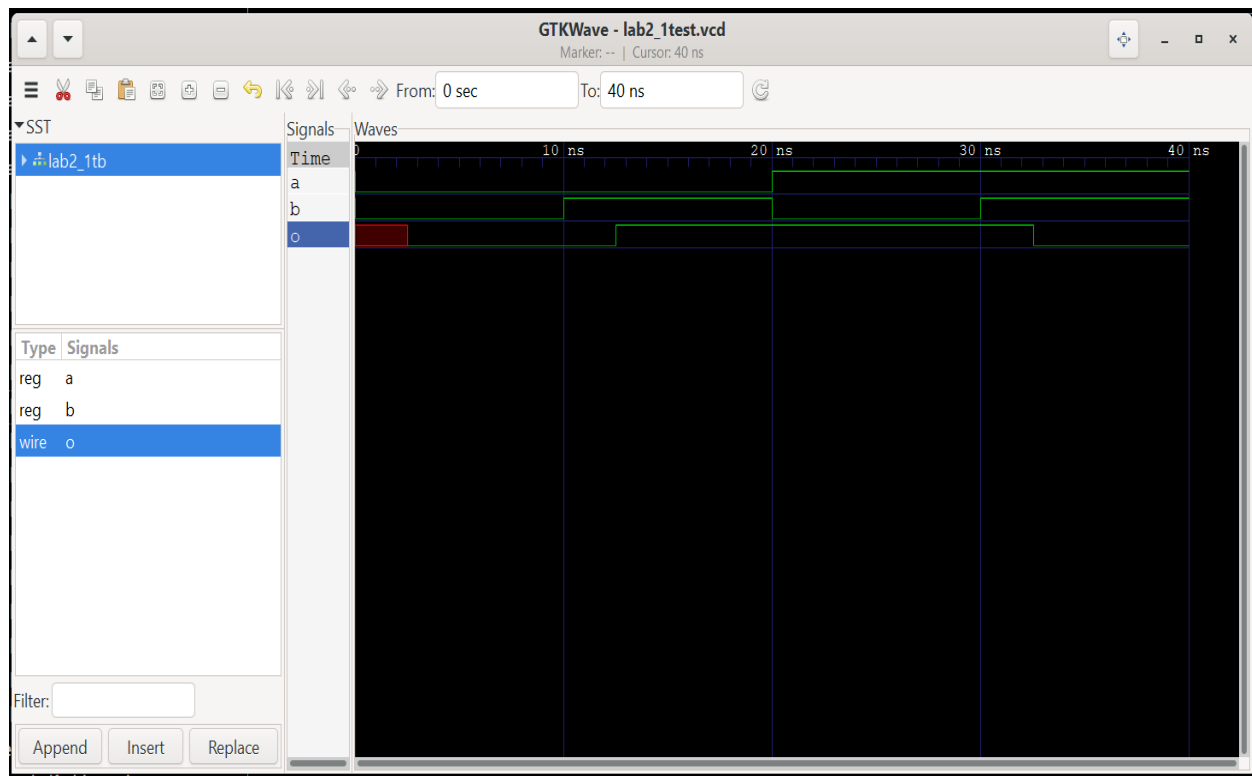 GTKWave - lab2_1test.vcd
Marker: -- | Cursor: 40 ns
From: 0 sec To: 40 ns
SST
lab2_1tb
Type Signals
reg a
reg b
wire o
Filter:
Append Insert Replace
Signals
Time
a
b
o
Waves
0 10 ns 20 ns 30 ns 40 ns